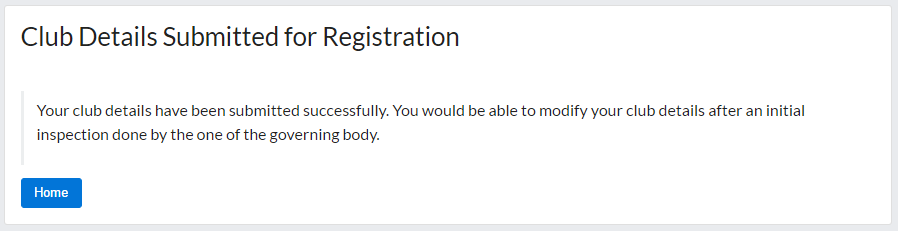 Club Details Submitted for Registration
Your club details have been submitted successfully. You would be able to modify your club details after an initial
inspection done by the one of the governing body.
Home